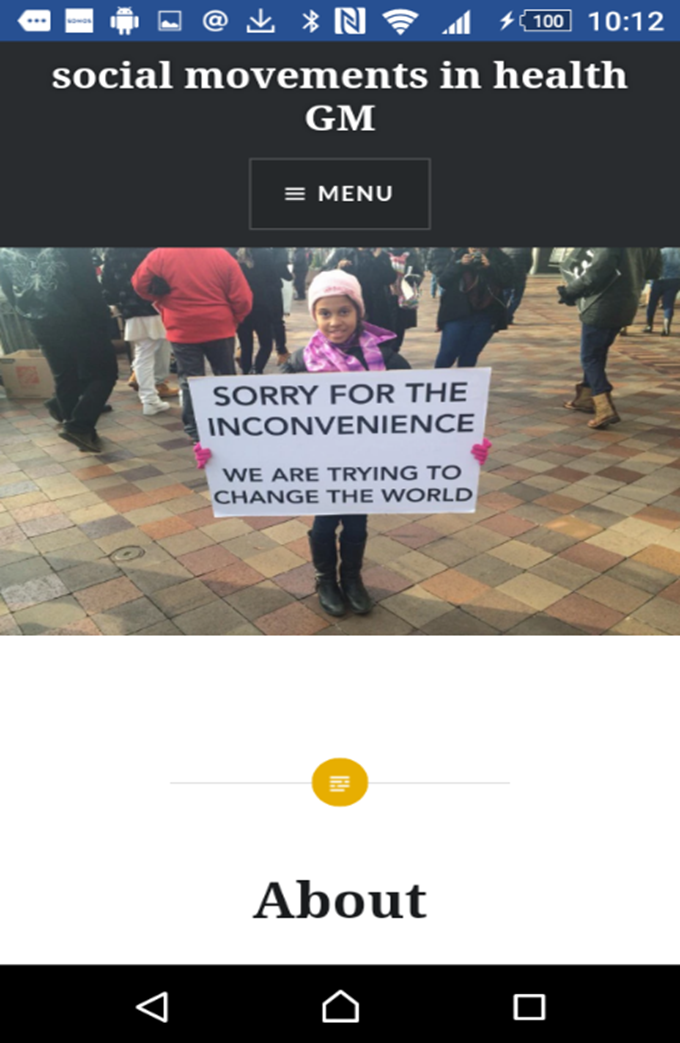 SONOS
100 10:12
social movements in health
GM
MENU
SORRY FOR THE
INCONVENIENCE
WE ARE TRYING TO
CHANGE THE WORLD
About